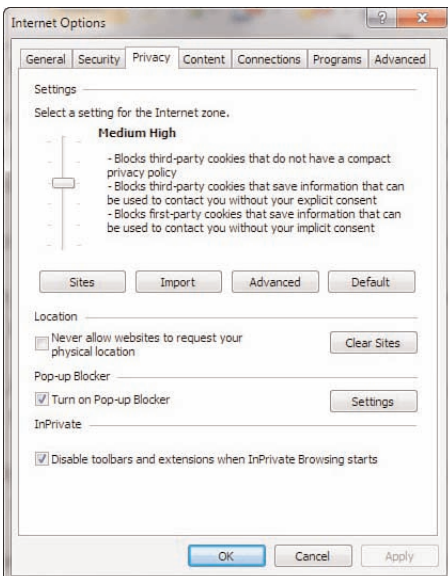 Internet Options
General Security Privacy Content Connections Programs Advanced
Settings
Select a setting for the Internet zone.
Medium High
- Blocks third-party cookies that do not have a compact
privacy policy
- Blocks third-party cookies that save information that can
be used to contact you without your explicit consent
- Blocks first-party cookies that save information that can
be used to contact you without your implicit consent
Sites Import Advanced Default
Location
Never allow websites to request your
physical location
Clear Sites
Pop-up Blocker
Turn on Pop-up Blocker Settings
InPrivate
Disable toolbars and extensions when InPrivate Browsing starts
OK Cancel Apply